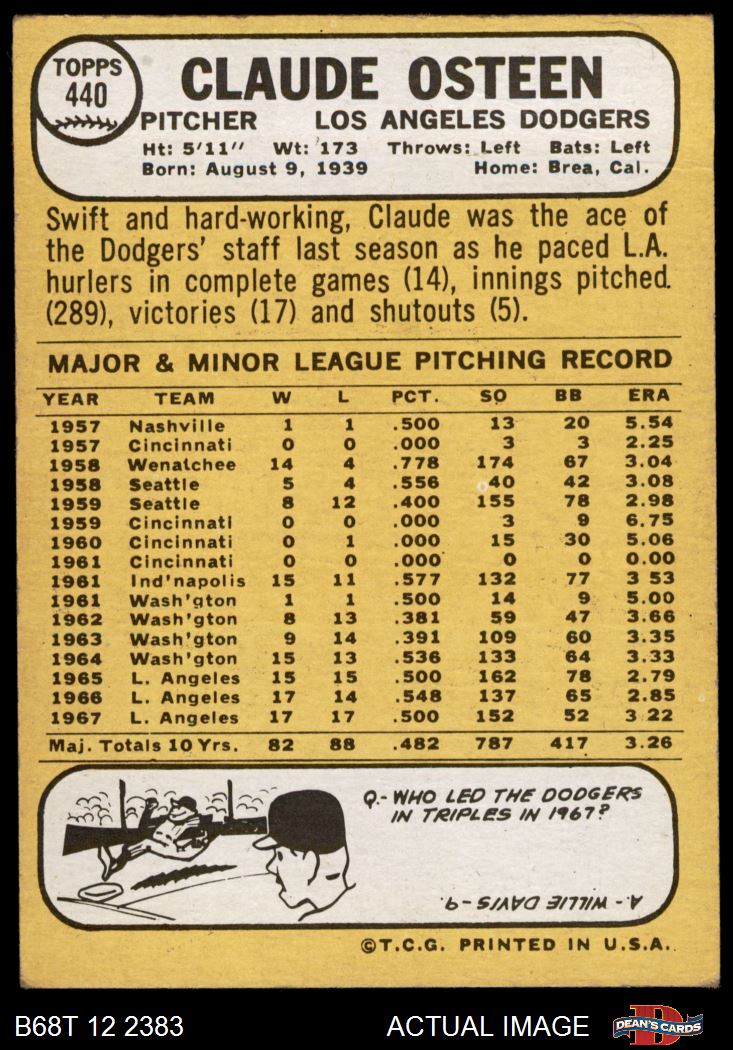 TOPPS
440
CLAUDE OSTEEN
PITCHER LOS ANGELES DODGERS
Ht: 5'11" Wt: 173 Throws: Left Bats: Left
Born: August 9, 1939 Home: Brea, Cal.
Swift and hard-working, Claude was the ace of
the Dodgers' staff last season as he paced L.A.
hurlers in complete games (14), innings pitched.
(289), victories (17) and shutouts (5).
MAJOR & MINOR LEAGUE PITCHING RECORD
YEAR TEAM W L PCT. SO BB ERA
1957 Nashville 1 1 .500 13 20 5.54
1957 Cincinnati 0 0 .000 3 3 2.25
1958 Wenatchee 14 4 .778 174 67 3.04
1958 Seattle 5 4 .556 40 42 3.08
1959 Seattle 8 12 .400 155 78 2.98
1959 Cincinnati 0 0 .000 3 9 6.75
1960 Cincinnati 0 1 .000 15 30 5.06
1961 Cincinnati 0 0 .000 0 0 0.00
1961 Ind'napolis 15 11 .577 132 77 3 53
1961 Wash'gton 1 1 .500 14 9 5.00
1962 Wash'gton 8 13 .381 59 47 3.66
1963 Wash'gton 9 14 .391 109 60 3.35
1964 Wash'gton 15 13 .536 133 64 3.33
1965 L. Angeles 15 15 .500 162 78 2.79
1966 L. Angeles 17 14 .548 137 65 2.85
1967 L. Angeles 17 17 .500 152 52 3 22
Maj. Totals 10 Yrs. 82 88 .482 787 417 3.26
Q.- WHO LED THE DODGERS
IN TRIPLES IN 1967?
A - WILLIE DAVIS - 9.
©T.C.G. PRINTED IN U.S.A.
B68T 12 2383 ACTUAL IMAGE DEAN'S CARDS